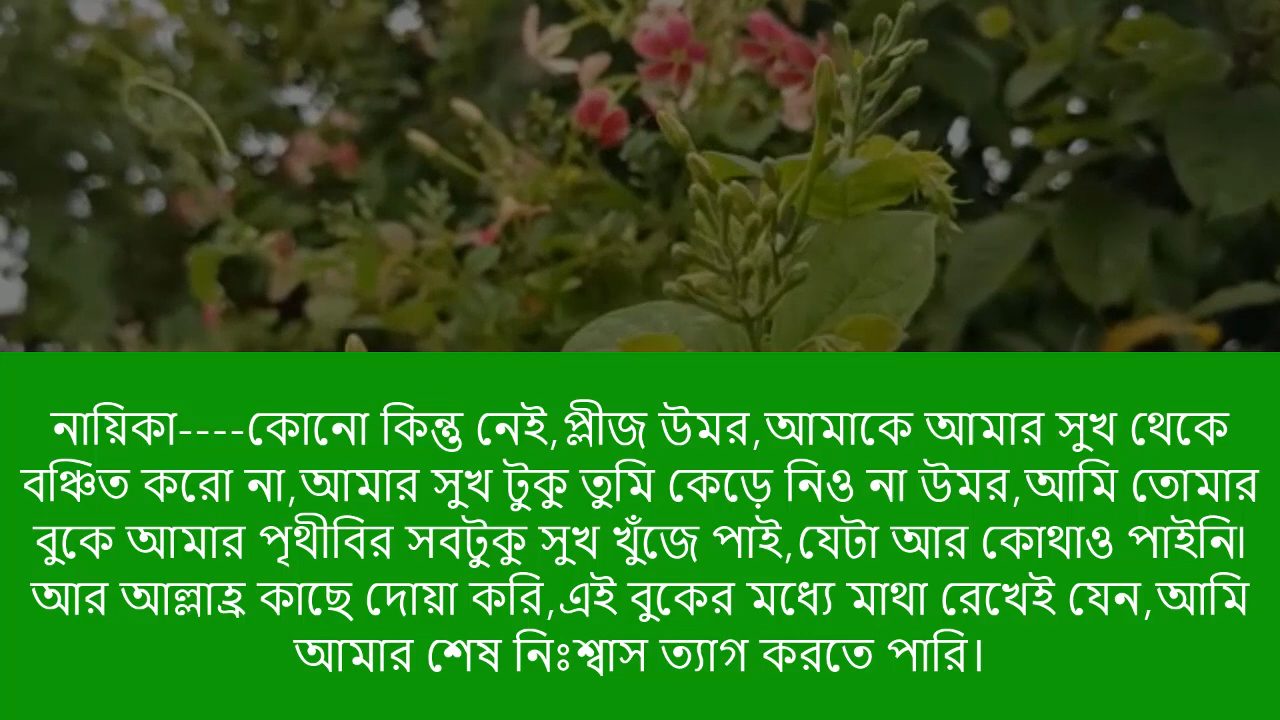 নায়িকা----কোনো কিন্তু নেই,প্লীজ উমর,আমাকে আমার সুখ থেকে
বঞ্চিত করো না,আমার সুখ টুকু তুমি কেড়ে নিও না উমর,আমি তোমার
বুকে আমার পৃথীবির সবটুকু সুখ খুঁজে পাই,যেটা আর কোথাও পাইনি৷
আর আল্লাহ্র কাছে দোয়া করি,এই বুকের মধ্যে মাথা রেখেই যেন,আমি
আমার শেষ নিঃশ্বাস ত্যাগ করতে পারি।